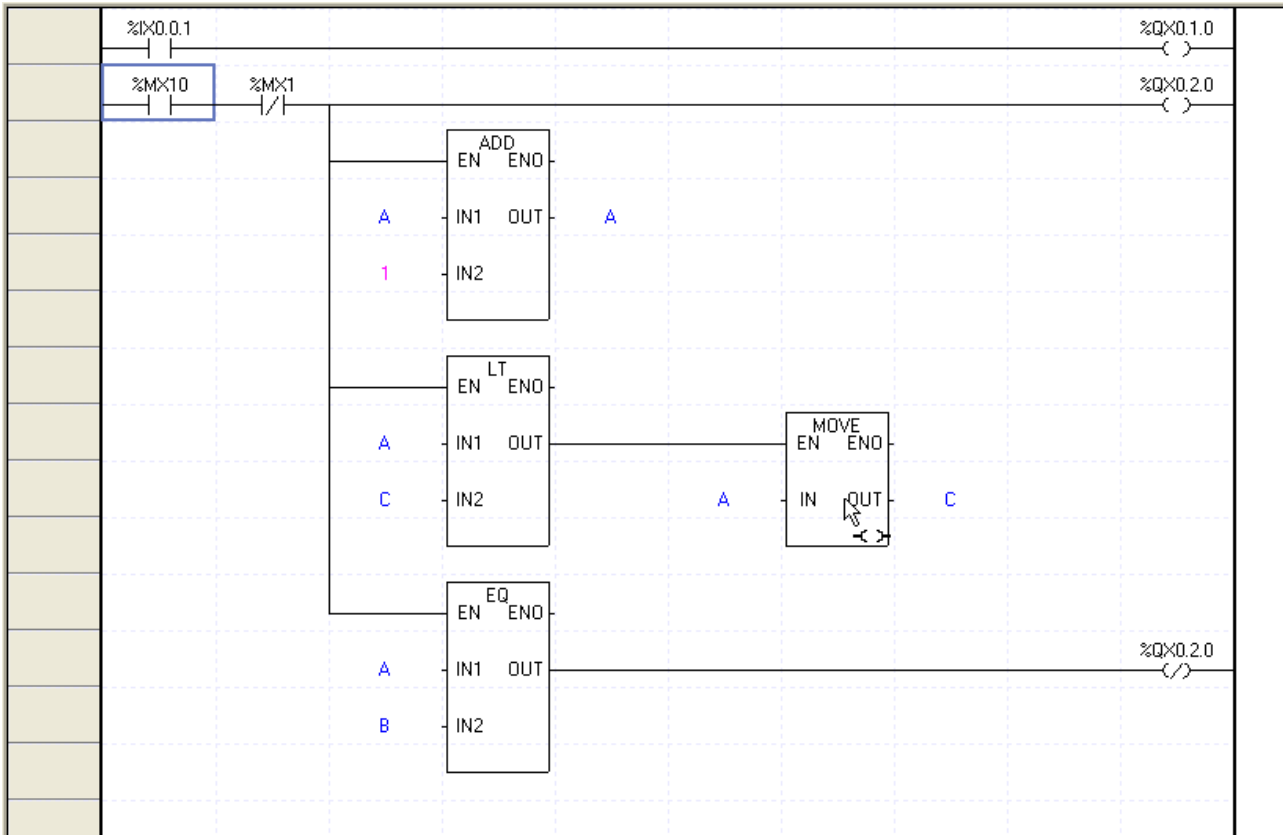 %IX0.0.1 %QX0.1.0
%MX10 %MX1 %QX0.2.0
ADD
EN ENO
A IN1 OUT A
1 IN2
LT
EN ENO
MOVE
A IN1 OUT EN ENO
C IN2 A IN OUT C
EQ
EN ENO
%QX0.2.0
A IN1 OUT
B IN2